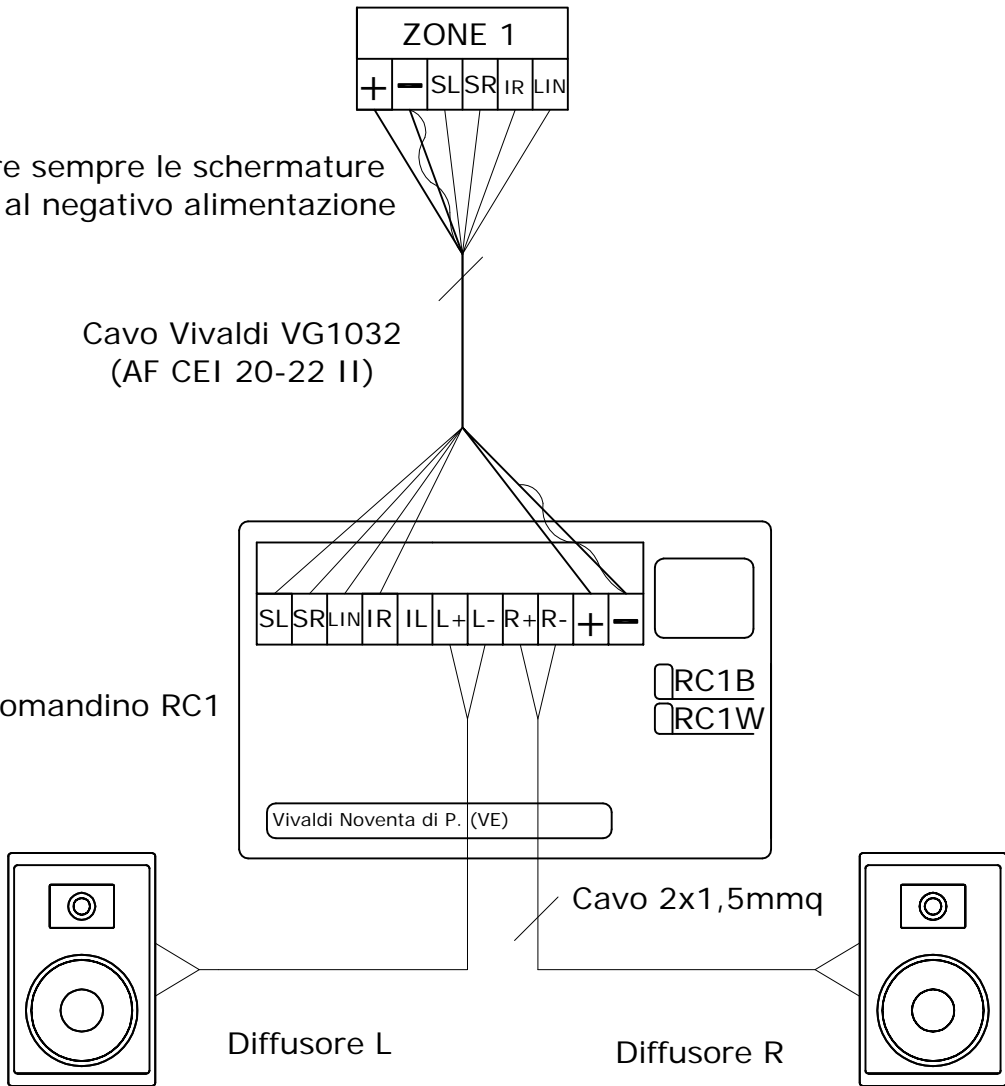 ZONE 1
+ − SL SR IR LIN
re sempre le schermature
al negativo alimentazione
Cavo Vivaldi VG1032
(AF CEI 20-22 II)
SL SR LIN IR IL L+ L- R+ R- + −
RC1B
RC1W
omandino RC1
Vivaldi Noventa di P. (VE)
Cavo 2x1,5mmq
Diffusore L
Diffusore R